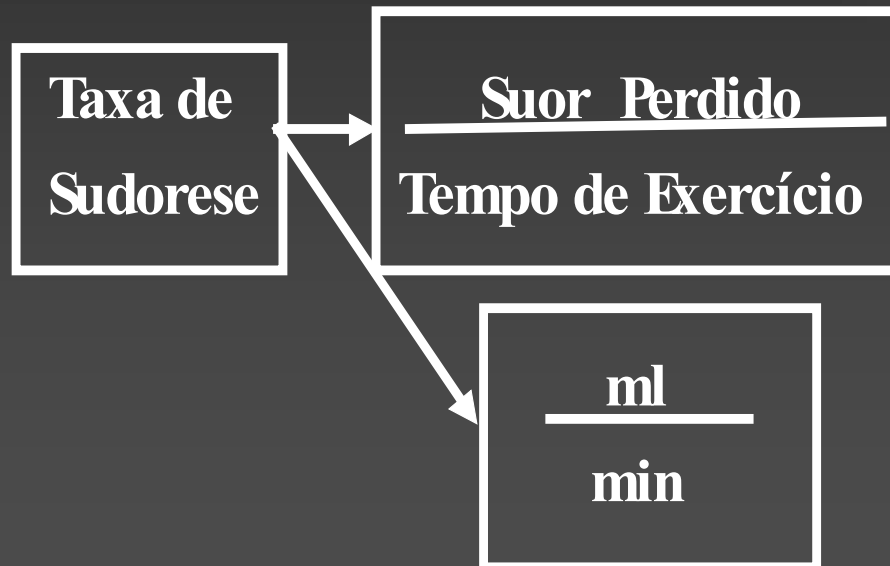 Taxa de
Sudorese
Suor Perdido
Tempo de Exercício
ml
min